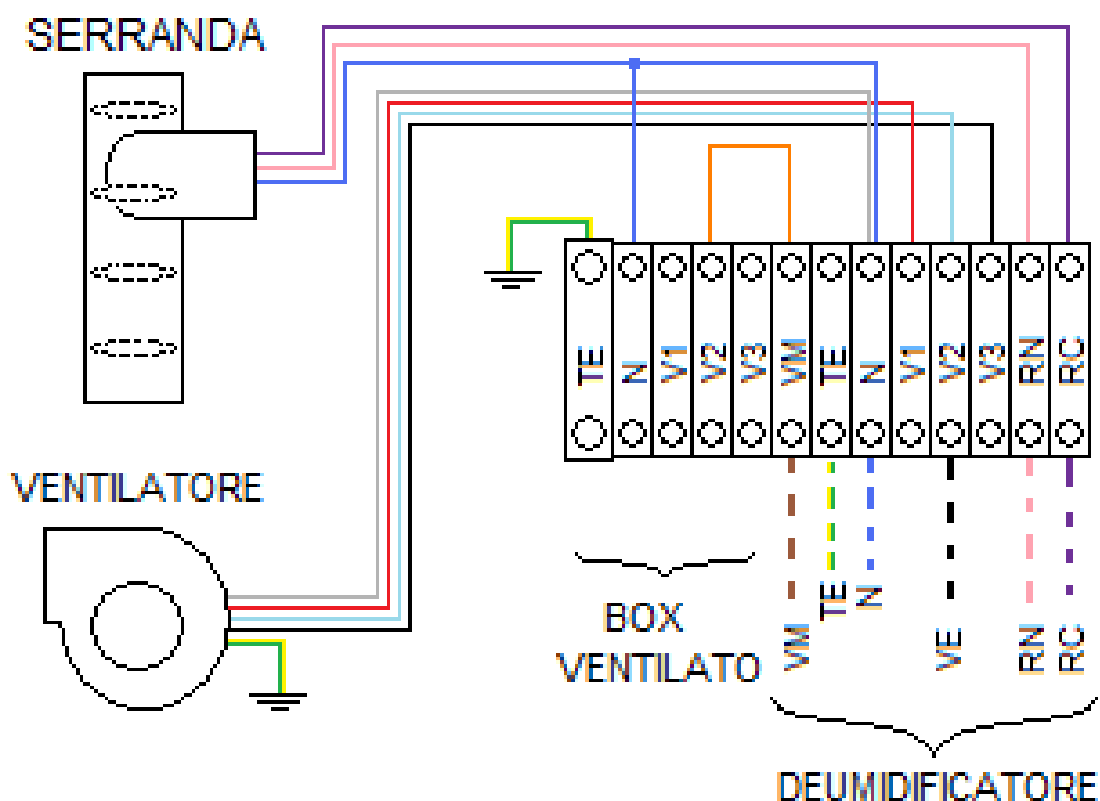 SERRANDA
TE N V1 V2 V3 VM TE N V1 V2 V3 RN RC
VENTILATORE
BOX
VENTILATO
VM TE N VE RN RC
DEUMIDIFICATORE